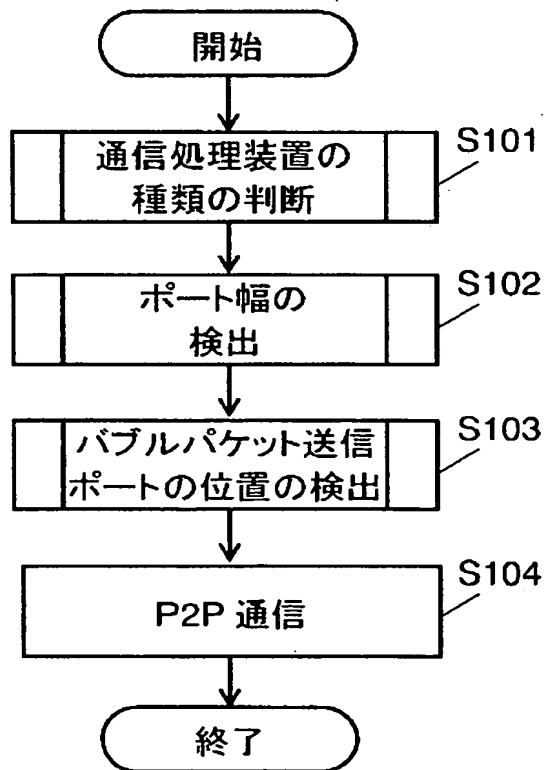 開始
S101
通信処理装置の
種類の判断
S102
ポート幅の
検出
S103
バブルパケット送信
ポートの位置の検出
S104
P2P 通信
終了